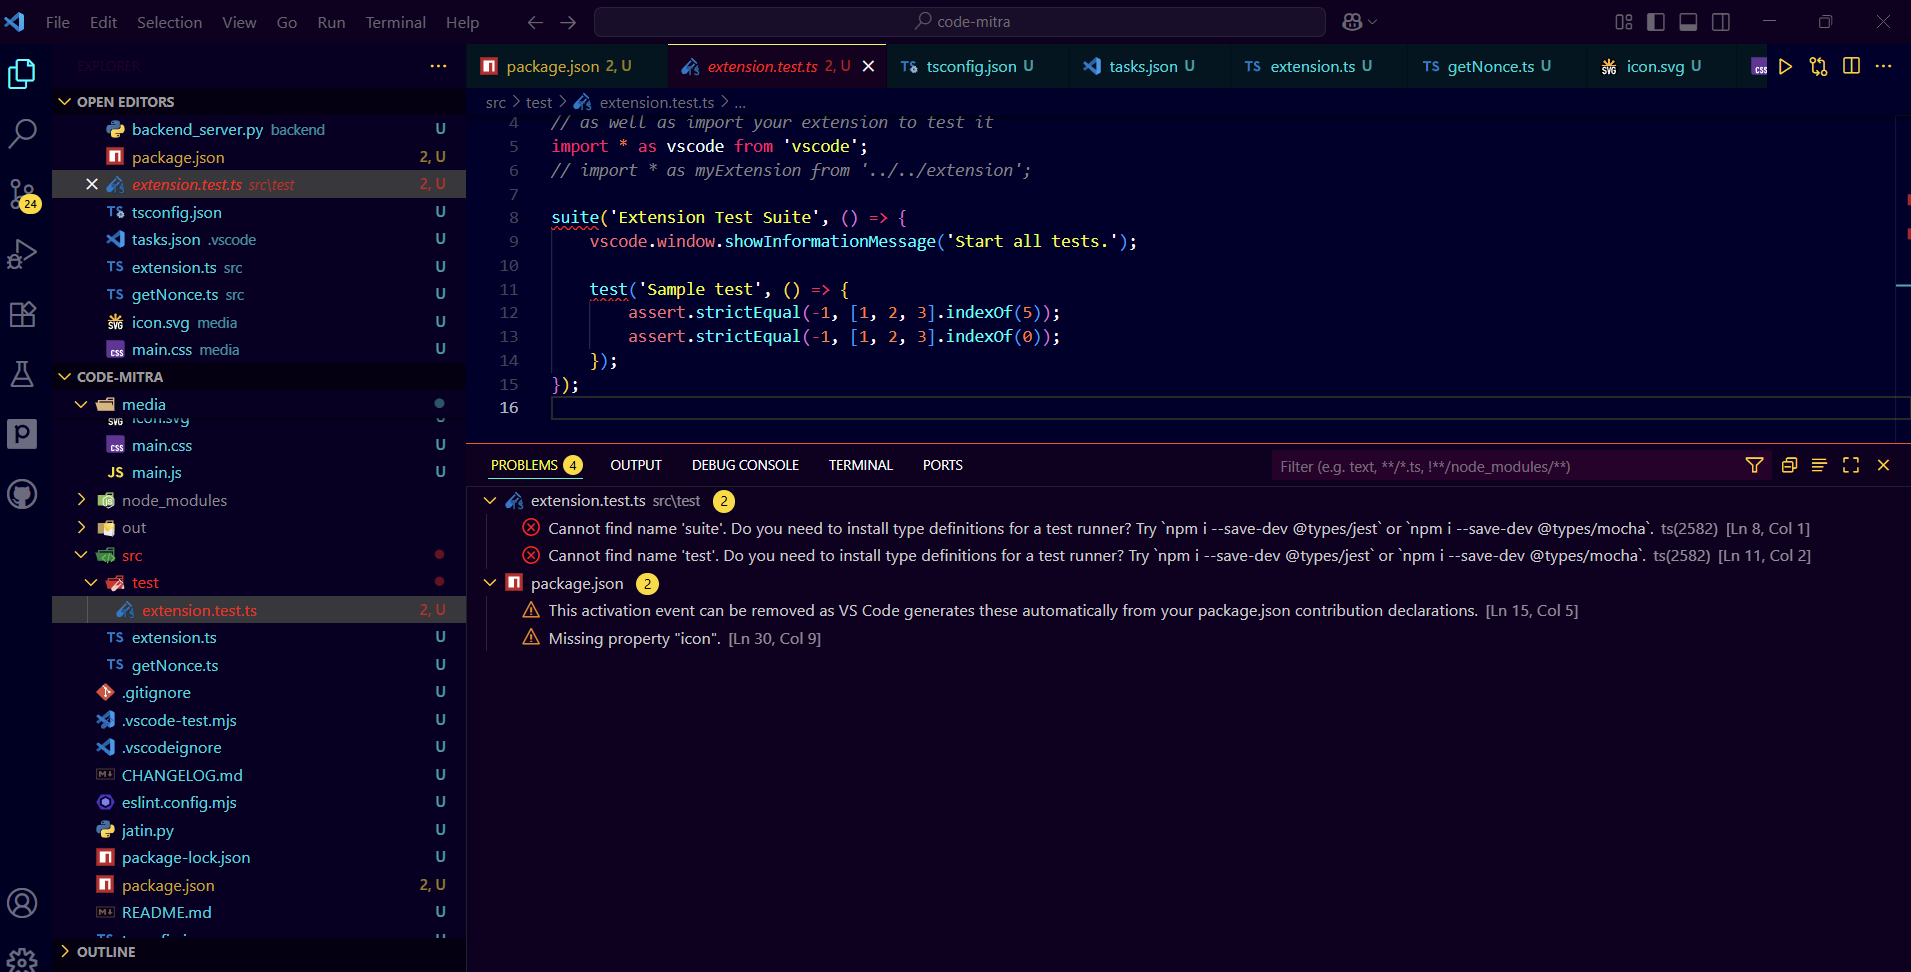 File Edit Selection View Go Run Terminal Help code-mitra
EXPLORER
OPEN EDITORS
backend_server.py backend U
package.json 2, U
extension.test.ts src\test 2, U
tsconfig.json U
tasks.json .vscode U
extension.ts src U
getNonce.ts src U
icon.svg media U
main.css media U
CODE-MITRA
media
icon.svg
main.css U
main.js U
node_modules
out
src
test
extension.test.ts 2, U
extension.ts U
getNonce.ts U
.gitignore U
.vscode-test.mjs U
.vscodeignore U
CHANGELOG.md U
eslint.config.mjs U
jatin.py U
package-lock.json U
package.json 2, U
README.md U
OUTLINE
24
package.json 2, U extension.test.ts 2, U tsconfig.json U tasks.json U extension.ts U getNonce.ts U icon.svg U
src > test > extension.test.ts > ...
4 // as well as import your extension to test it
5 import * as vscode from 'vscode';
6 // import * as myExtension from '../../extension';
7
8 suite('Extension Test Suite', () => {
9 vscode.window.showInformationMessage('Start all tests.');
10
11 test('Sample test', () => {
12 assert.strictEqual(-1, [1, 2, 3].indexOf(5));
13 assert.strictEqual(-1, [1, 2, 3].indexOf(0));
14 });
15 });
16
PROBLEMS 4 OUTPUT DEBUG CONSOLE TERMINAL PORTS Filter (e.g. text, **/*.ts, !**/node_modules/**)
extension.test.ts src\test 2
Cannot find name 'suite'. Do you need to install type definitions for a test runner? Try `npm i --save-dev @types/jest` or `npm i --save-dev @types/mocha`. ts(2582) [Ln 8, Col 1]
Cannot find name 'test'. Do you need to install type definitions for a test runner? Try `npm i --save-dev @types/jest` or `npm i --save-dev @types/mocha`. ts(2582) [Ln 11, Col 2]
package.json 2
This activation event can be removed as VS Code generates these automatically from your package.json contribution declarations. [Ln 15, Col 5]
Missing property "icon". [Ln 30, Col 9]